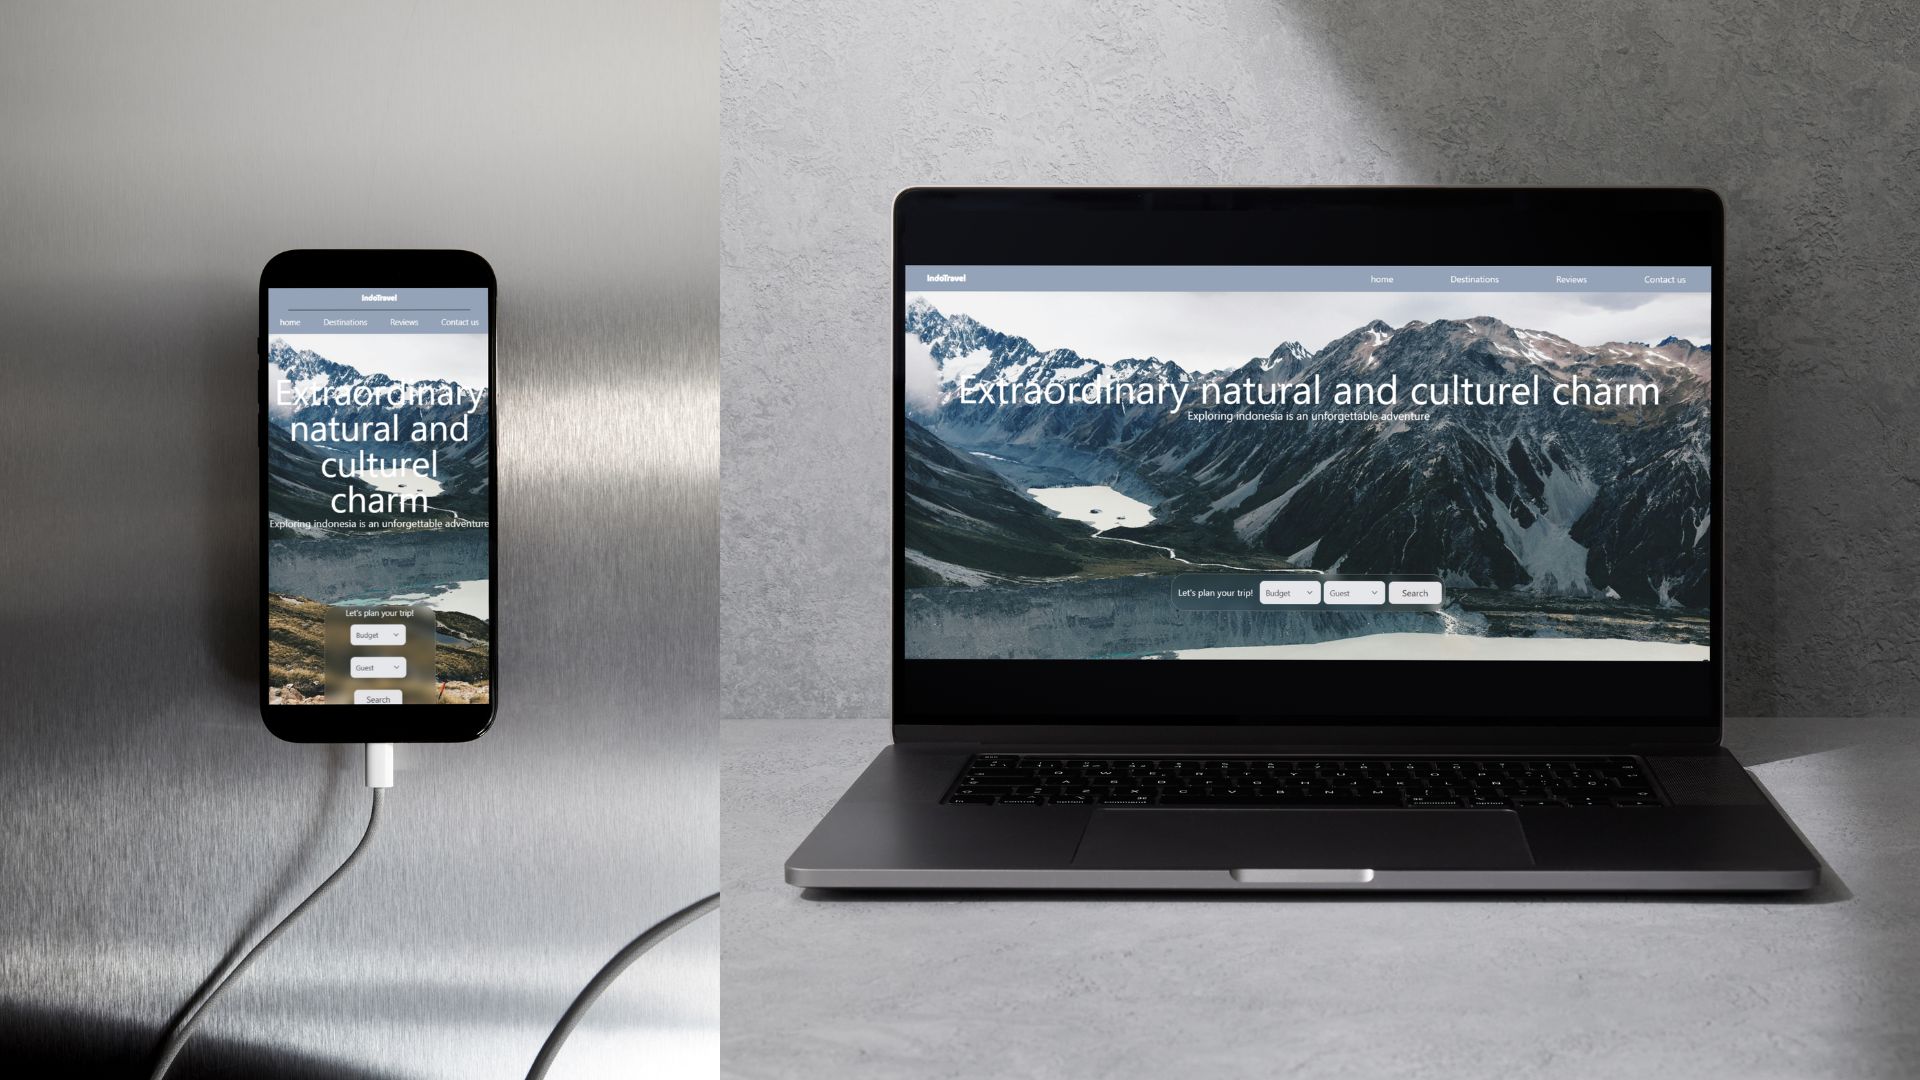 IndoTravel
home Destinations Reviews Contact us
Extraordinary
natural and
culturel
charm
Exploring indonesia is an unforgettable adventure
Let's plan your trip!
Budget
Guest
Search
IndoTravel home Destinations Reviews Contact us
Extraordinary natural and culturel charm
Exploring indonesia is an unforgettable adventure
Let's plan your trip! Budget Guest Search